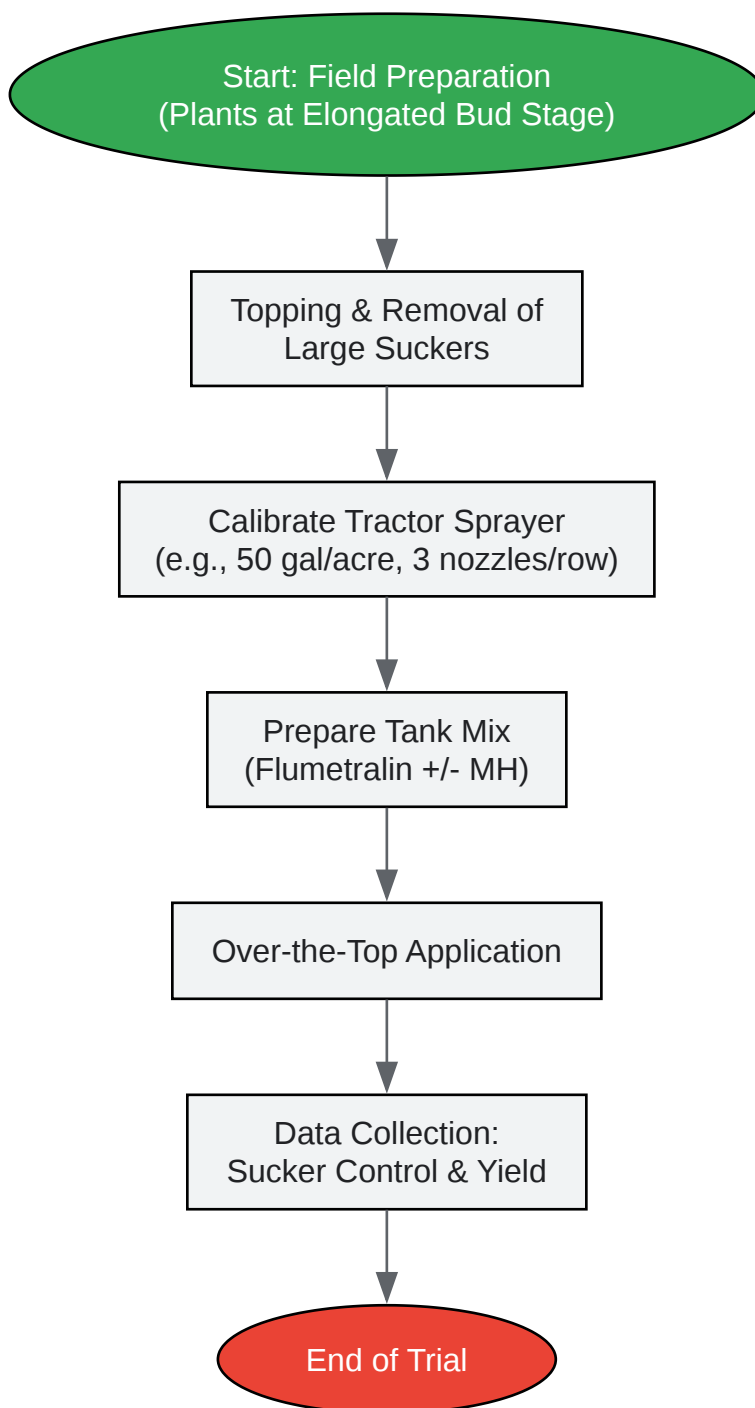 Start: Field Preparation
(Plants at Elongated Bud Stage)
Topping & Removal of
Large Suckers
Calibrate Tractor Sprayer
(e.g., 50 gal/acre, 3 nozzles/row)
Prepare Tank Mix
(Flumetralin +/- MH)
Over-the-Top Application
Data Collection:
Sucker Control & Yield
End of Trial